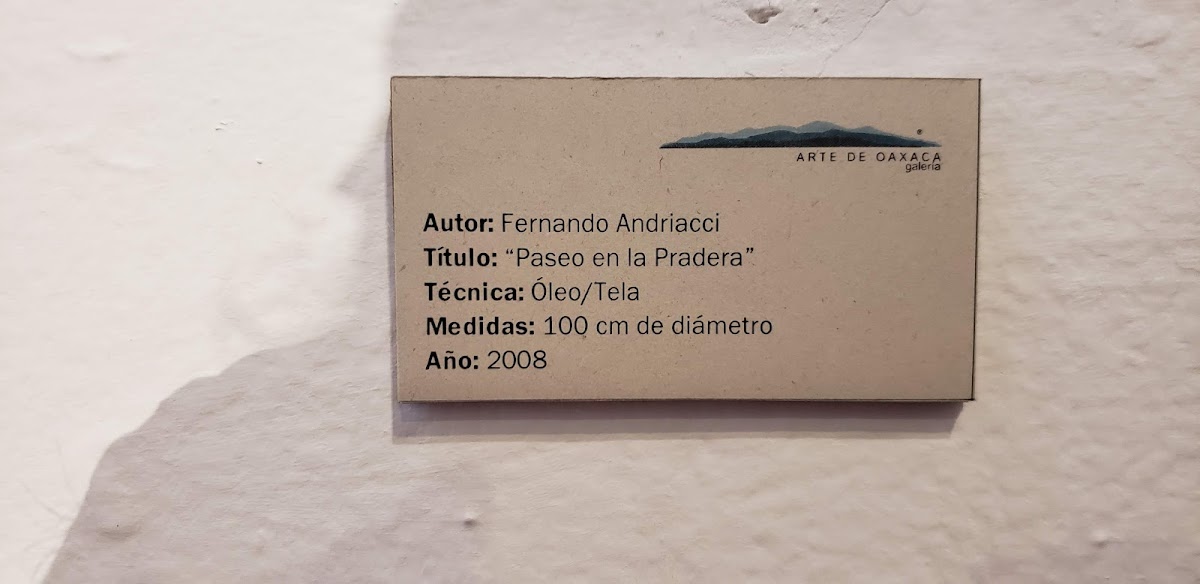 ARTE DE OAXACA
galería
Autor: Fernando Andriacci
Título: “Paseo en la Pradera”
Técnica: Óleo/Tela
Medidas: 100 cm de diámetro
Año: 2008